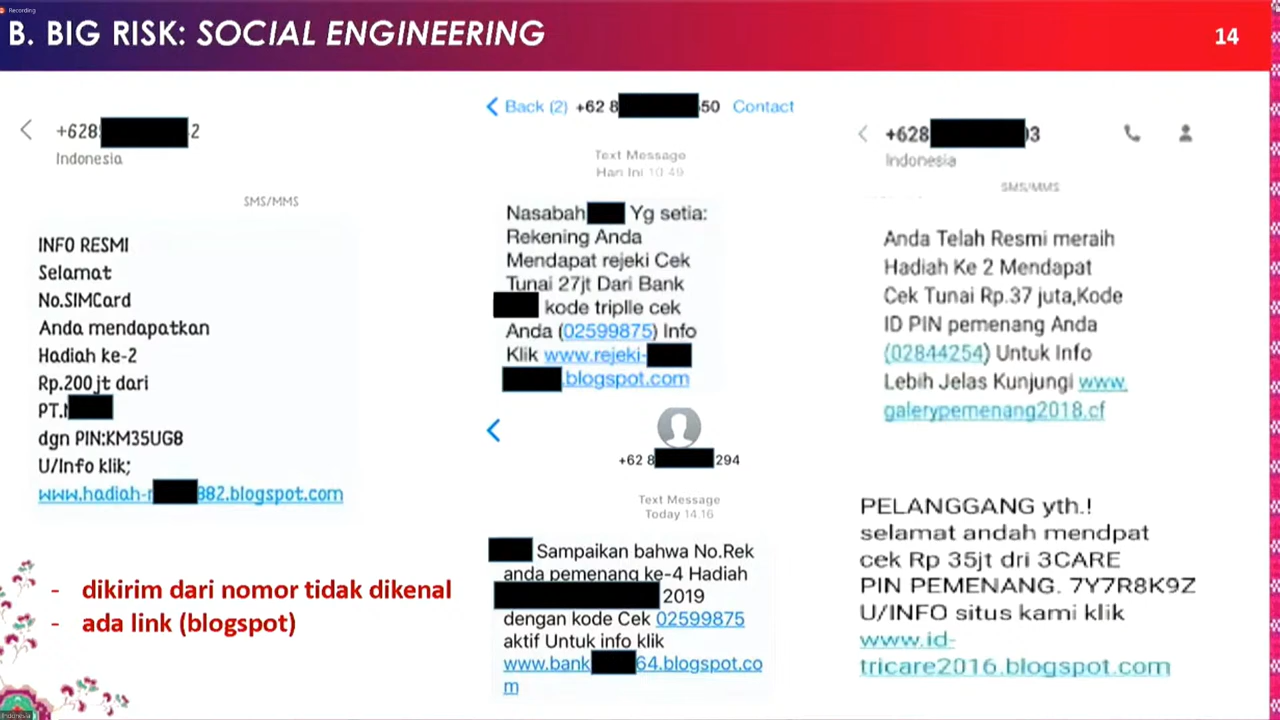 Recording
B. BIG RISK: SOCIAL ENGINEERING
14
+628 2
Indonesia
SMS/MMS
INFO RESMI
Selamat
No.SIMCard
Anda mendapatkan
Hadiah ke-2
Rp.200jt dari
PT.
dgn PIN:KM35UG8
U/Info klik;
www.hadiah- 882.blogspot.com
- dikirim dari nomor tidak dikenal
- ada link (blogspot)
Back (2) +62 8 50 Contact
Text Message
Hari Ini 10.49
Nasabah Yg setia:
Rekening Anda
Mendapat rejeki Cek
Tunai 27jt Dari Bank
kode triplle cek
Anda (02599875) Info
Klik www.rejeki-
.blogspot.com
+62 8 294
Text Message
Today 14.16
Sampaikan bahwa No.Rek
anda pemenang ke-4 Hadiah
2019
dengan kode Cek 02599875
aktif Untuk info klik
www.bank 64.blogspot.co
m
+628 3
Indonesia
SMS/MMS
Anda Telah Resmi meraih
Hadiah Ke 2 Mendapat
Cek Tunai Rp.37 juta,Kode
ID PIN pemenang Anda
(02844254) Untuk Info
Lebih Jelas Kunjungi www.
galerypemenang2018.cf
PELANGGANG yth.!
selamat andah mendpat
cek Rp 35jt dri 3CARE
PIN PEMENANG. 7Y7R8K9Z
U/INFO situs kami klik
www.id-
tricare2016.blogspot.com
Indonesia